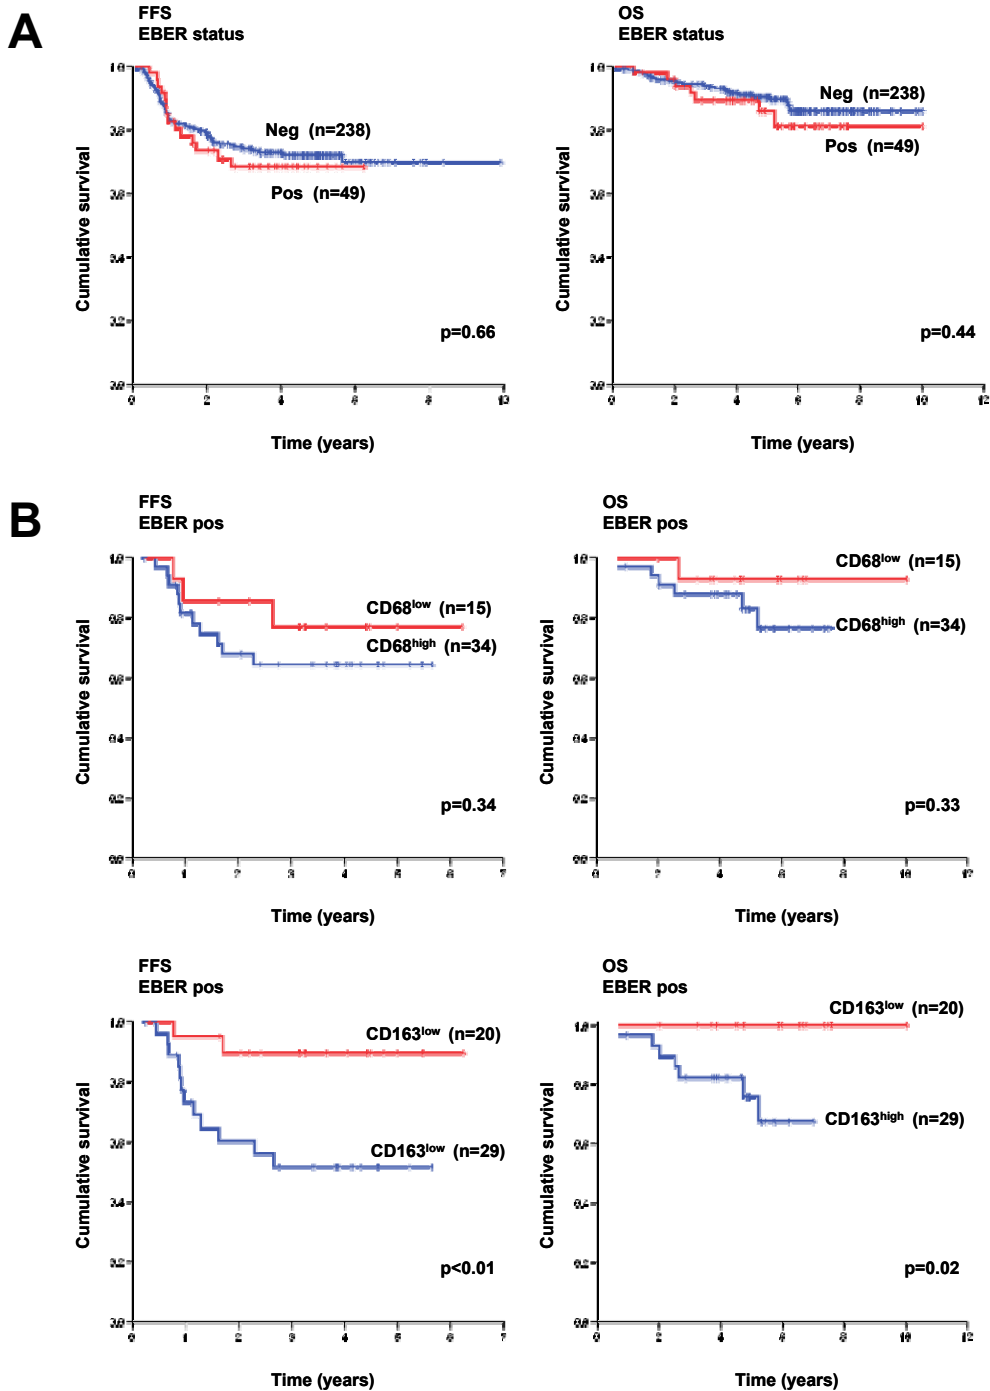 A
FFS
EBER status
Cumulative survival
Neg (n=238)
Pos (n=49)
p=0.66
Time (years)
OS
EBER status
Cumulative survival
Neg (n=238)
Pos (n=49)
p=0.44
Time (years)
B
FFS
EBER pos
Cumulative survival
CD68low (n=15)
CD68high (n=34)
p=0.34
Time (years)
OS
EBER pos
Cumulative survival
CD68low (n=15)
CD68high (n=34)
p=0.33
Time (years)
FFS
EBER pos
Cumulative survival
CD163low (n=20)
CD163low (n=29)
p<0.01
Time (years)
OS
EBER pos
Cumulative survival
CD163low (n=20)
CD163high (n=29)
p=0.02
Time (years)